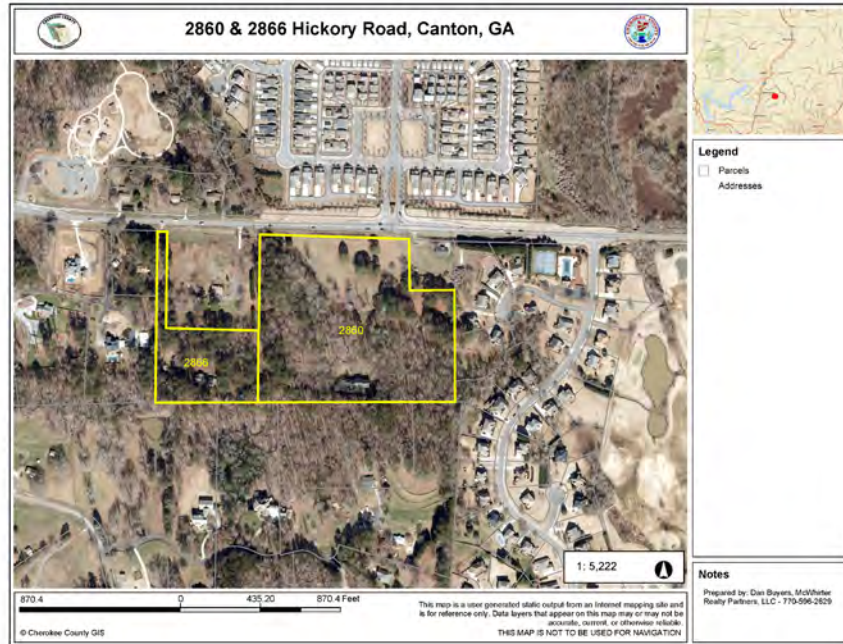 2860 & 2866 Hickory Road, Canton, GA
Legend
Parcels
Addresses
2860
2866
1: 5,222
Notes
Prepared by: Dan Buyers, McWhirter
Realty Partners, LLC - 770-596-2629
870.4 0 435.20 870.4 Feet
This map is a user generated static output from an Internet mapping site and
is for reference only. Data layers that appear on this map may or may not be
accurate, current, or otherwise reliable.
© Cherokee County GIS
THIS MAP IS NOT TO BE USED FOR NAVIGATION